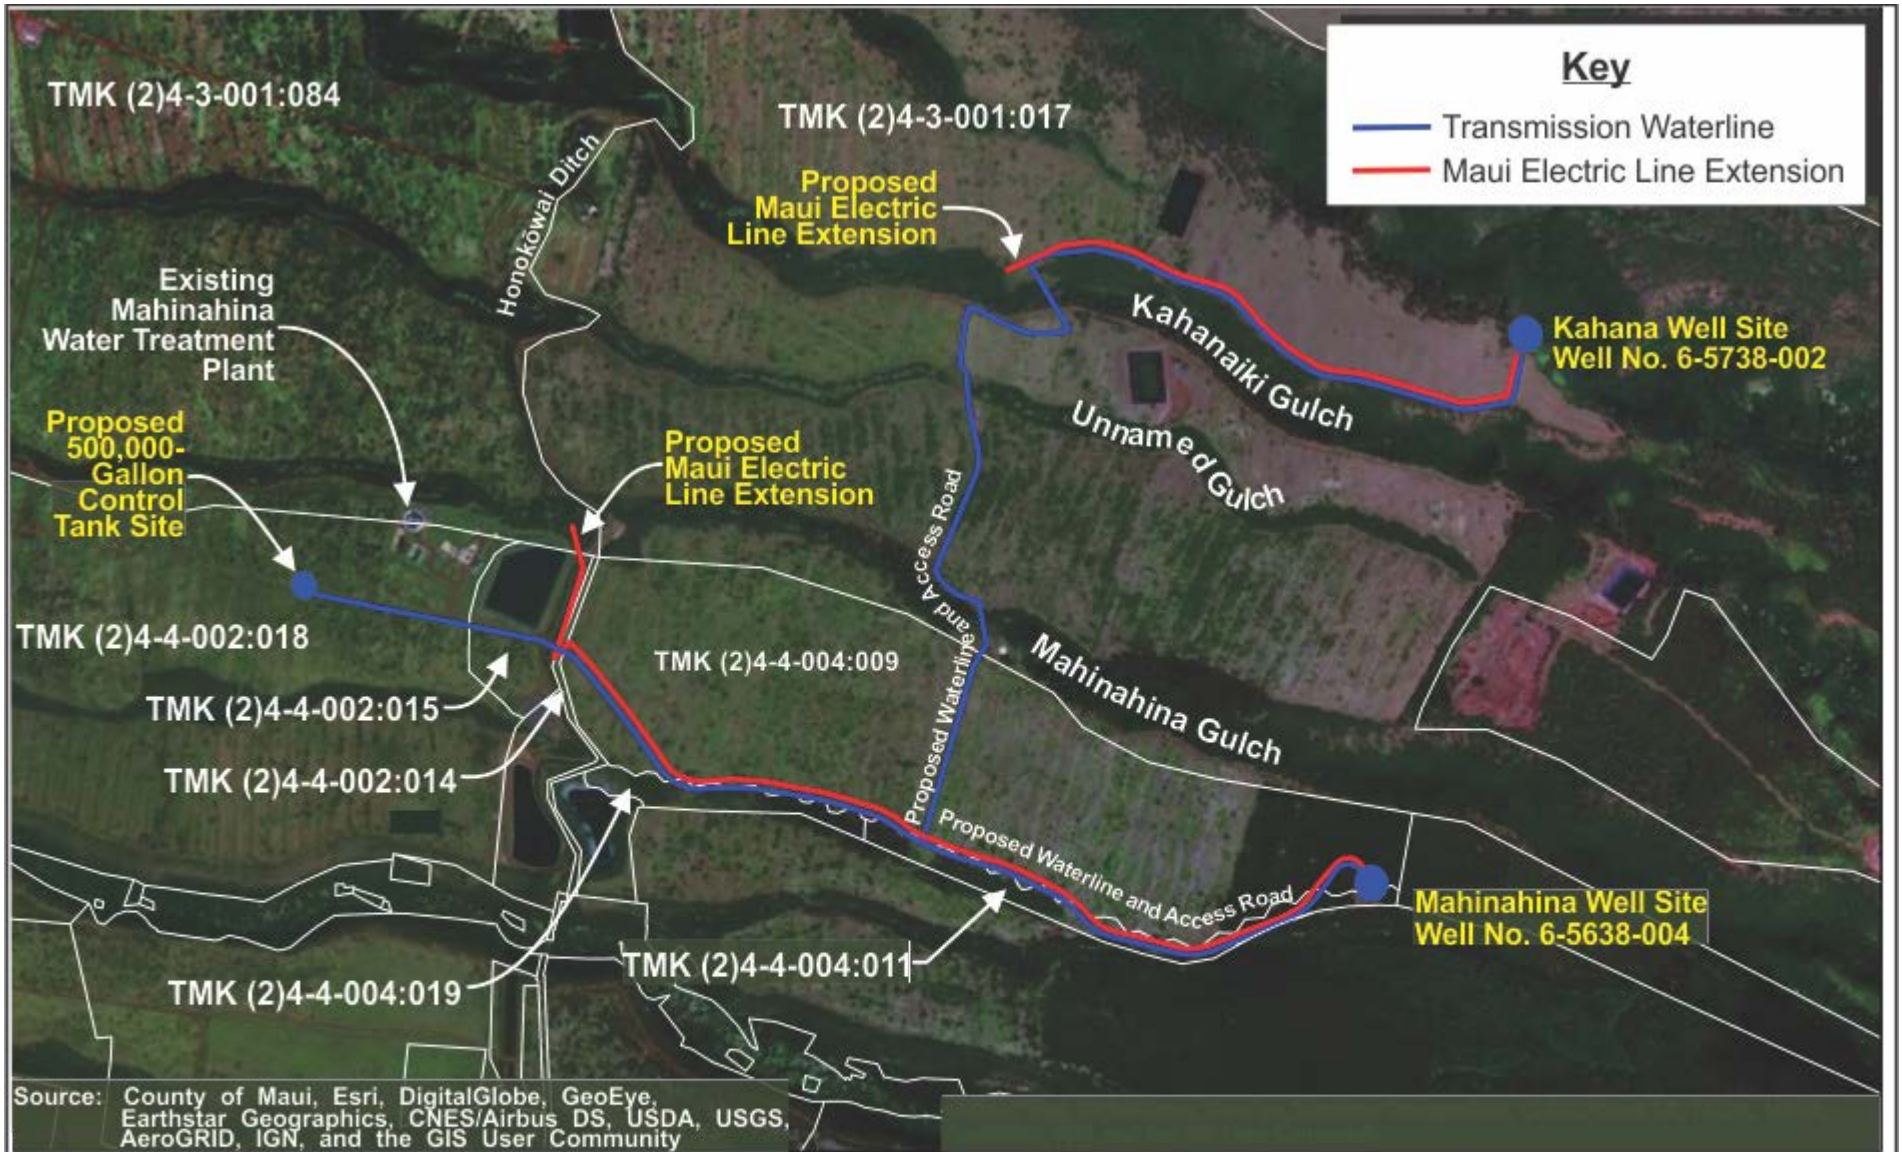 TMK (2)4-3-001:084
TMK (2)4-3-001:017
Key
Transmission Waterline
Maui Electric Line Extension
Honokōwai Ditch
Proposed
Maui Electric
Line Extension
Existing
Mahinahina
Water Treatment
Plant
Kahanaiki Gulch
Kahana Well Site
Well No. 6-5738-002
Unnamed Gulch
Proposed
500,000-
Gallon
Control
Tank Site
Proposed
Maui Electric
Line Extension
Proposed Waterline and Access Road
TMK (2)4-4-002:018
TMK (2)4-4-004:009
Mahinahina Gulch
TMK (2)4-4-002:015
TMK (2)4-4-002:014
Proposed Waterline and Access Road
Mahinahina Well Site
Well No. 6-5638-004
TMK (2)4-4-004:011
TMK (2)4-4-004:019
Source: County of Maui, Esri, DigitalGlobe, GeoEye,
Earthstar Geographics, CNES/Airbus DS, USDA, USGS,
AeroGRID, IGN, and the GIS User Community